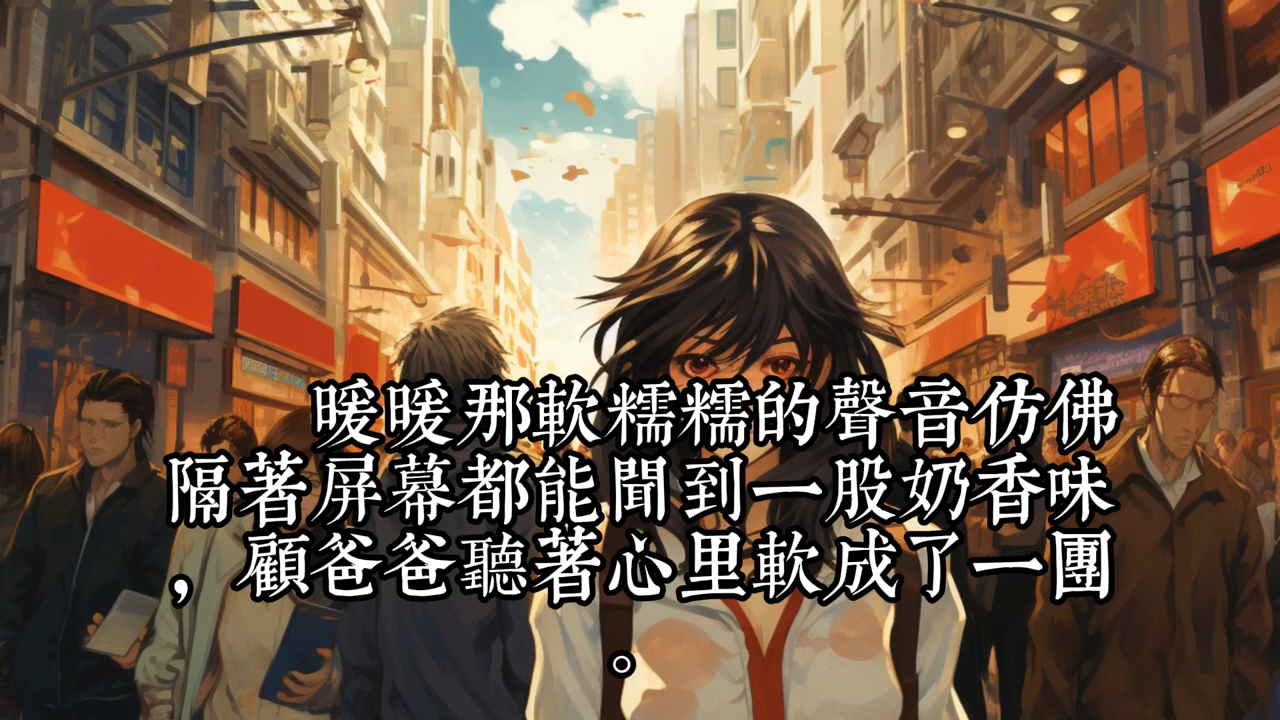 暖暖那軟糯糯的聲音仿佛
隔著屏幕都能聞到一股奶香味
，顧爸爸聽著心里軟成了一團
。